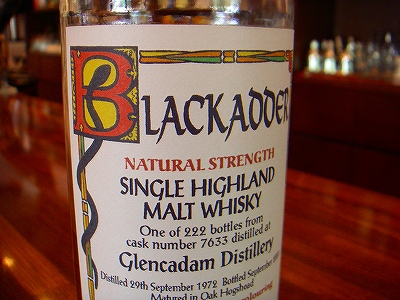 BLACKADDER
NATURAL STRENGTH
SINGLE HIGHLAND
MALT WHISKY
One of 222 bottles from
cask number 7633 distilled at
Glencadam Distillery
Distilled 29th September 1972 Bottled September
Matured in Oak Hogshead
colouring